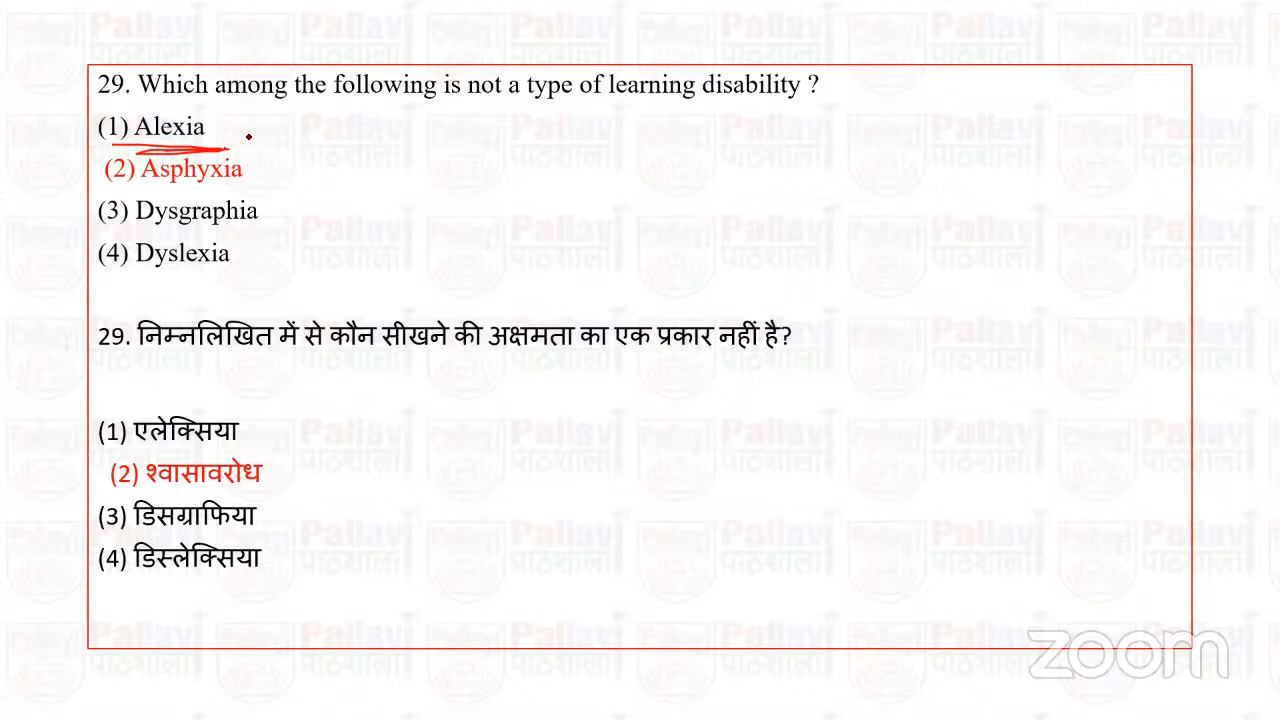 29. Which among the following is not a type of learning disability ?
(1) Alexia
(2) Asphyxia
(3) Dysgraphia
(4) Dyslexia
29. निम्नलिखित में से कौन सीखने की अक्षमता का एक प्रकार नहीं है?
(1) एलेक्सिया
(2) श्वासावरोध
(3) डिसग्राफिया
(4) डिस्लेक्सिया
zoom